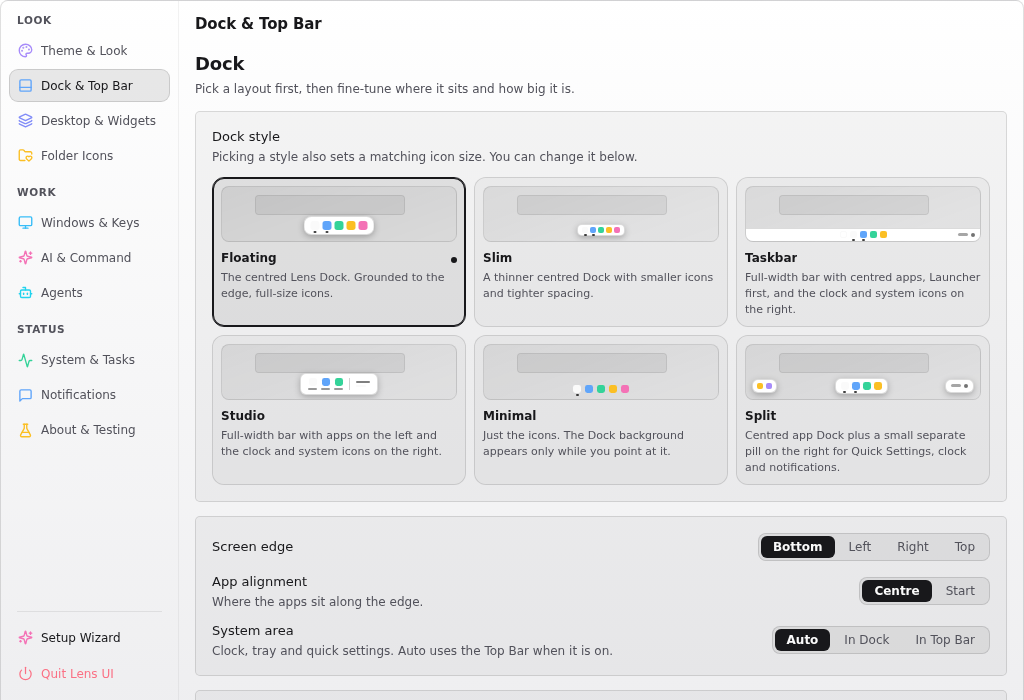 LOOK
Theme & Look
Dock & Top Bar
Desktop & Widgets
Folder Icons
WORK
Windows & Keys
AI & Command
Agents
STATUS
System & Tasks
Notifications
About & Testing
Setup Wizard
Quit Lens UI
Dock & Top Bar
Dock
Pick a layout first, then fine-tune where it sits and how big it is.
Dock style
Picking a style also sets a matching icon size. You can change it below.
Floating
The centred Lens Dock. Grounded to the
edge, full-size icons.
Slim
A thinner centred Dock with smaller icons
and tighter spacing.
Taskbar
Full-width bar with centred apps, Launcher
first, and the clock and system icons on
the right.
Studio
Full-width bar with apps on the left and
the clock and system icons on the right.
Minimal
Just the icons. The Dock background
appears only while you point at it.
Split
Centred app Dock plus a small separate
pill on the right for Quick Settings, clock
and notifications.
Screen edge
Bottom Left Right Top
App alignment
Where the apps sit along the edge.
Centre Start
System area
Clock, tray and quick settings. Auto uses the Top Bar when it is on.
Auto In Dock In Top Bar